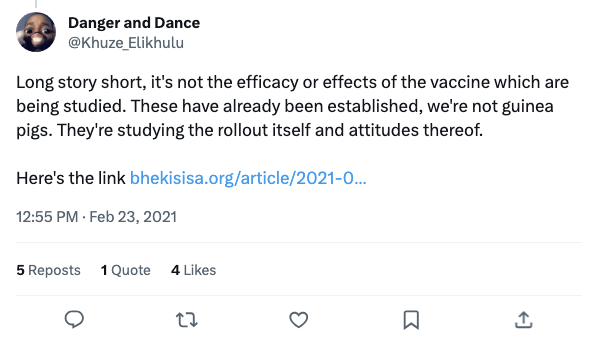 Danger and Dance
@Khuze_Elikhulu
Long story short, it's not the efficacy or effects of the vaccine which are
being studied. These have already been established, we're not guinea
pigs. They're studying the rollout itself and attitudes thereof.
Here's the link bhekisisa.org/article/2021-0...
12:55 PM · Feb 23, 2021
5 Reposts 1 Quote 4 Likes